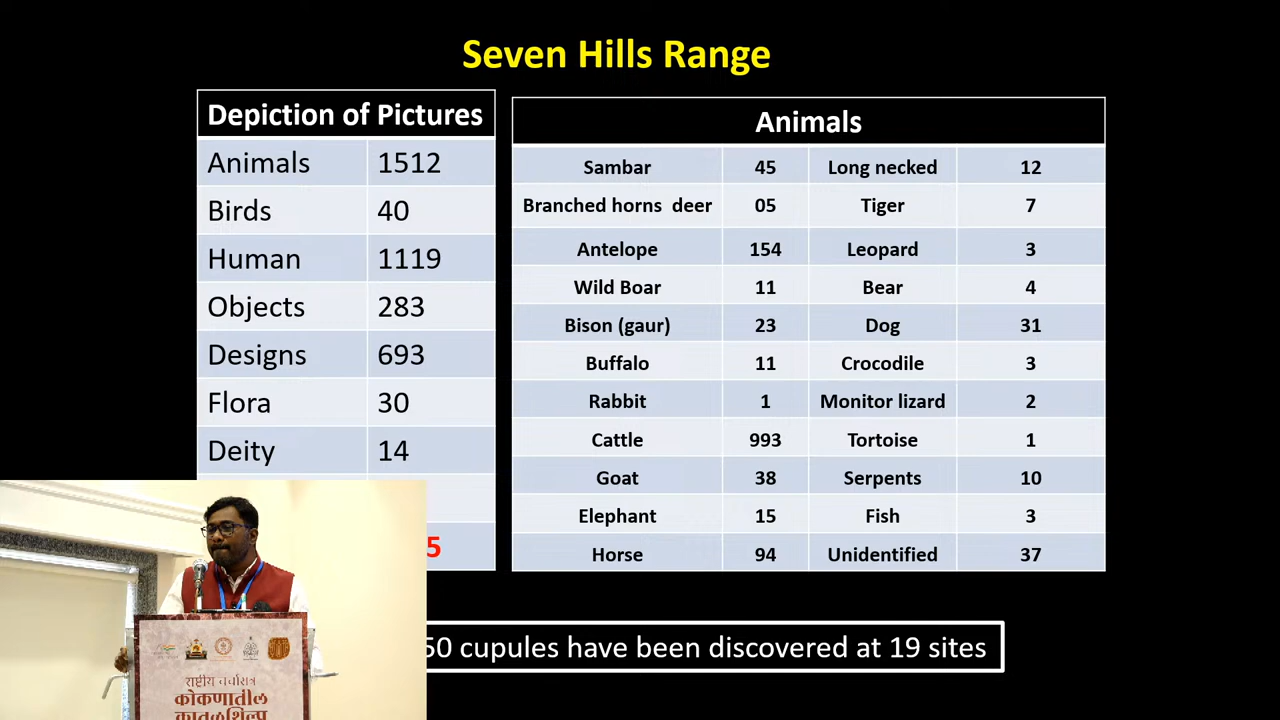 Seven Hills Range
Depiction of Pictures
Animals 1512
Birds 40
Human 1119
Objects 283
Designs 693
Flora 30
Deity 14
5
Animals
Sambar 45 Long necked 12
Branched horns deer 05 Tiger 7
Antelope 154 Leopard 3
Wild Boar 11 Bear 4
Bison (gaur) 23 Dog 31
Buffalo 11 Crocodile 3
Rabbit 1 Monitor lizard 2
Cattle 993 Tortoise 1
Goat 38 Serpents 10
Elephant 15 Fish 3
Horse 94 Unidentified 37
50 cupules have been discovered at 19 sites
राष्ट्रीय चर्चासत्र
कोकणातील
कातळशिल्प